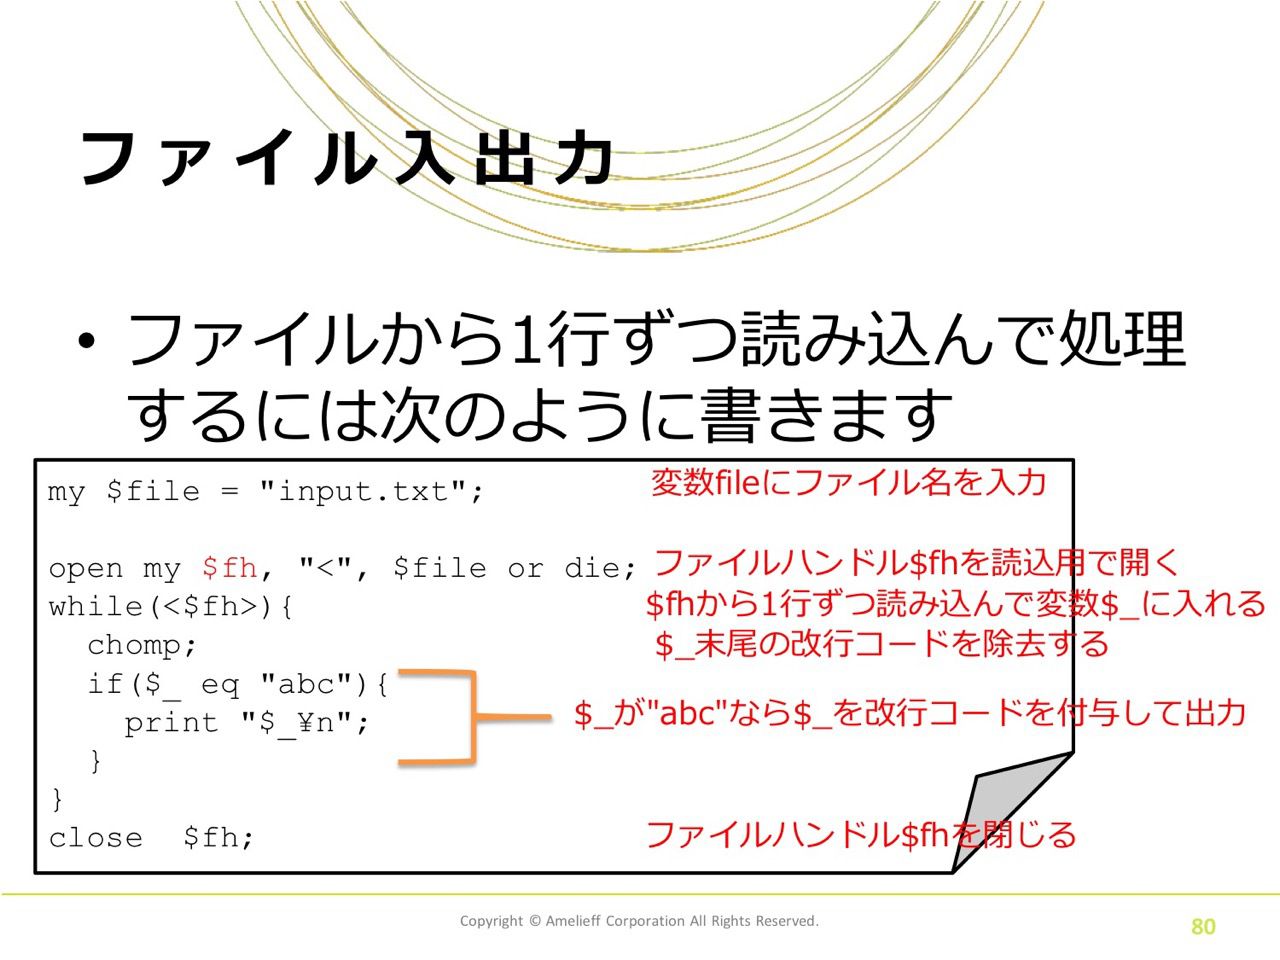 ファイル入出力
• ファイルから1行ずつ読み込んで処理
するには次のように書きます
my $file = "input.txt"; 変数fileにファイル名を入力
open my $fh, "<", $file or die; ファイルハンドル$fhを読込用で開く
while(<$fh>){ $fhから1行ずつ読み込んで変数$_に入れる
chomp; $_末尾の改行コードを除去する
if($_ eq "abc"){
print "$_¥n"; $_が"abc"なら$_を改行コードを付与して出力
}
}
close $fh; ファイルハンドル$fhを閉じる
Copyright © Amelieff Corporation All Rights Reserved.
80